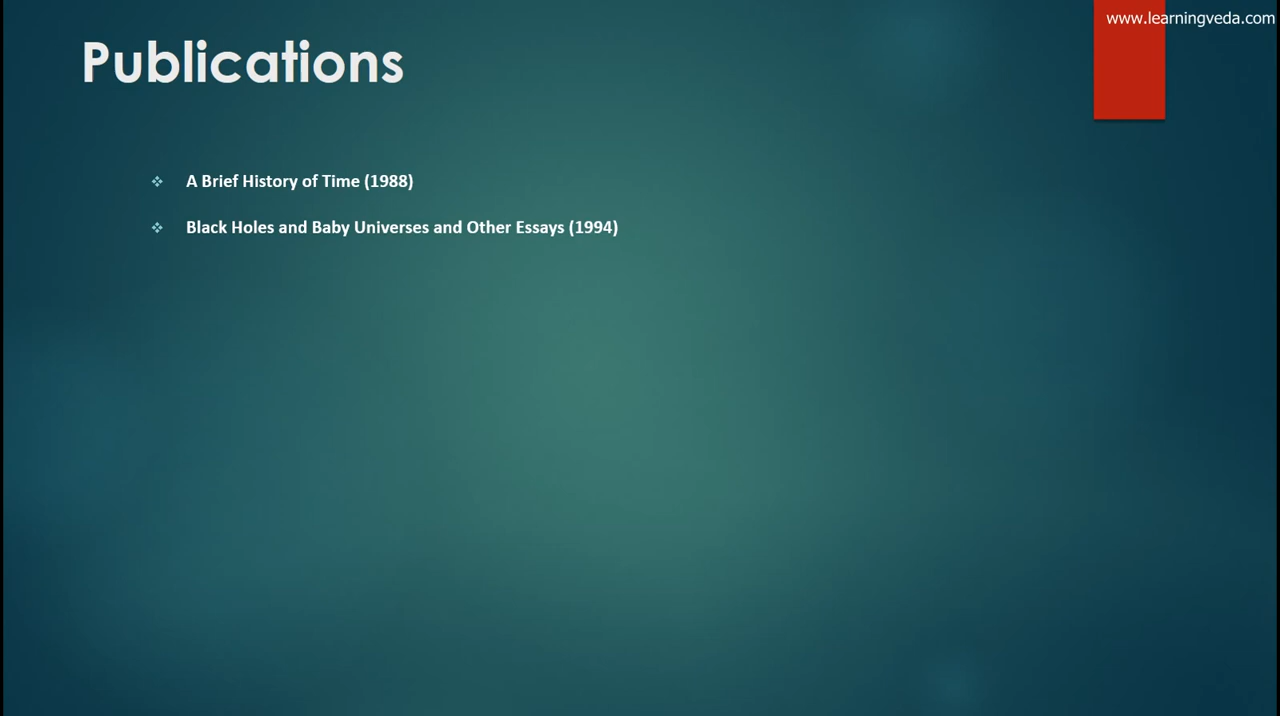 www.learningveda.com
Publications
❖ A Brief History of Time (1988)
❖ Black Holes and Baby Universes and Other Essays (1994)